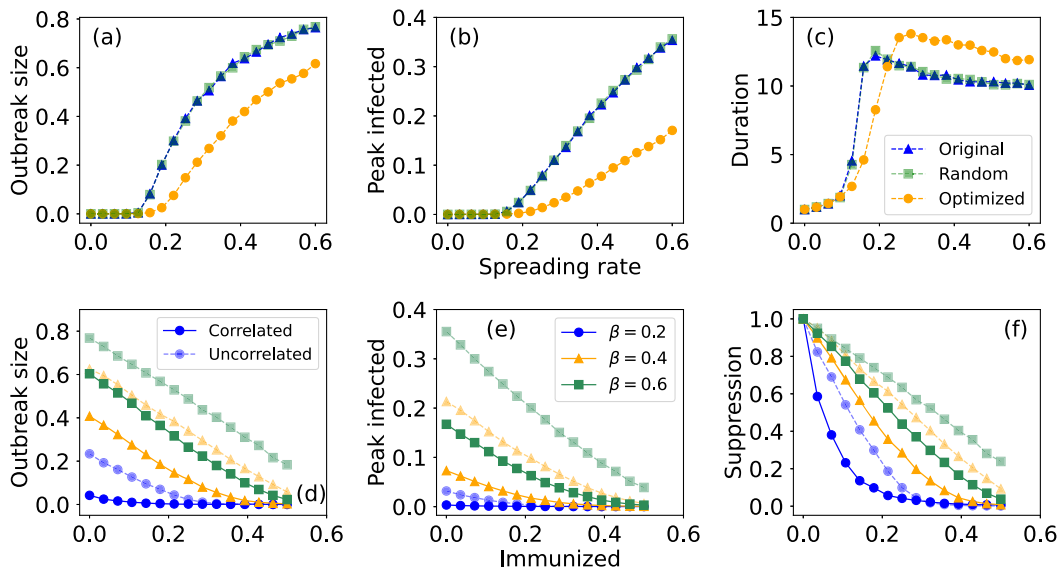 (a)
Outbreak size
0.8
0.6
0.4
0.2
0.0
0.0 0.2 0.4 0.6
(b)
Peak infected
0.4
0.3
0.2
0.1
0.0
0.0 0.2 0.4 0.6
Spreading rate
(c)
Duration
15
10
5
0
0.0 0.2 0.4 0.6
Original
Random
Optimized
(d)
Outbreak size
0.8
0.6
0.4
0.2
0.0
0.0 0.2 0.4 0.6
Correlated
Uncorrelated
(e)
Peak infected
0.4
0.3
0.2
0.1
0.0
0.0 0.2 0.4 0.6
Immunized
β = 0.2
β = 0.4
β = 0.6
(f)
Suppression
1.0
0.8
0.6
0.4
0.2
0.0
0.0 0.2 0.4 0.6